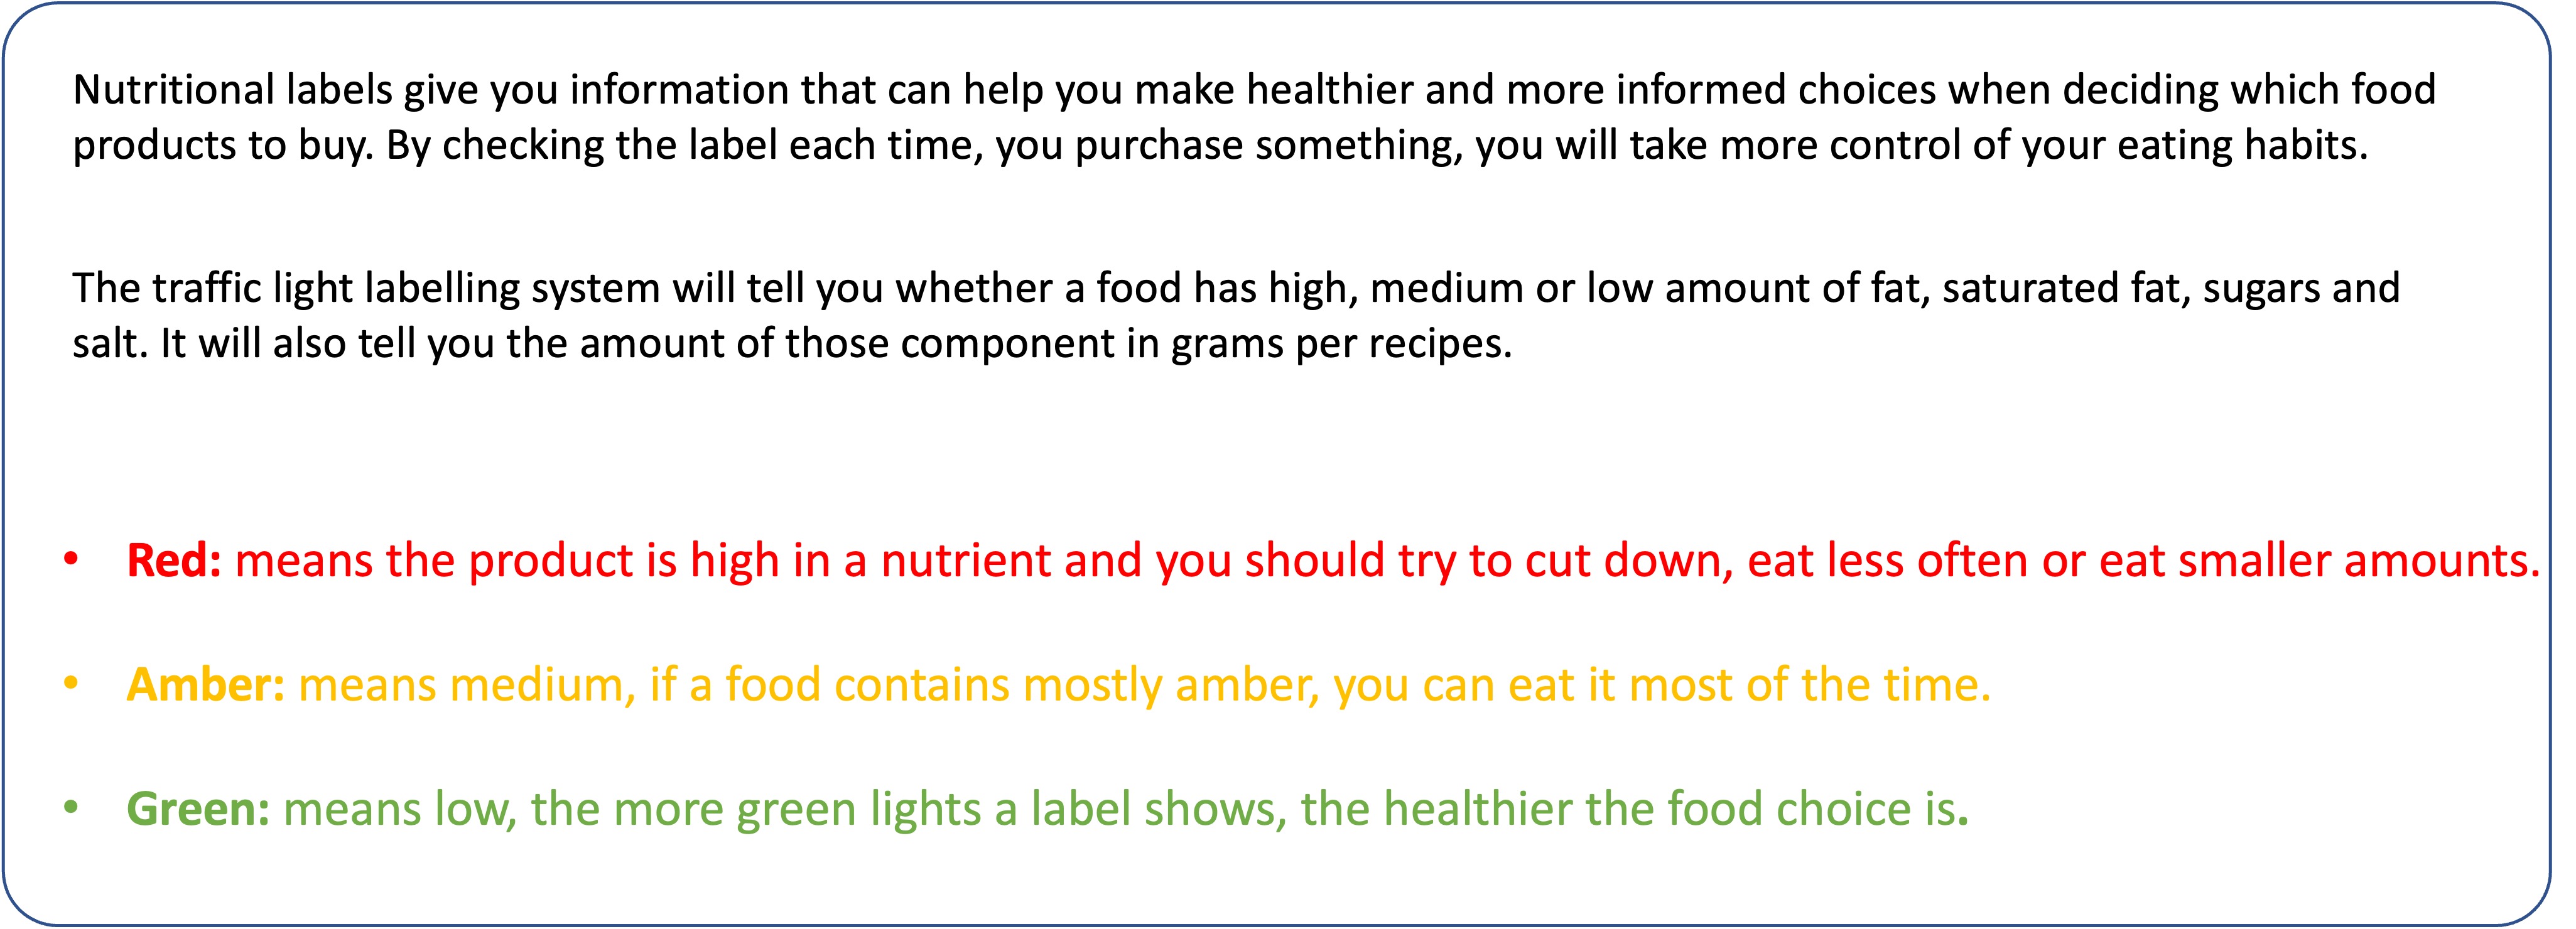 Nutritional labels give you information that can help you make healthier and more informed choices when deciding which food
products to buy. By checking the label each time, you purchase something, you will take more control of your eating habits.
The traffic light labelling system will tell you whether a food has high, medium or low amount of fat, saturated fat, sugars and
salt. It will also tell you the amount of those component in grams per recipes.
• Red: means the product is high in a nutrient and you should try to cut down, eat less often or eat smaller amounts.
• Amber: means medium, if a food contains mostly amber, you can eat it most of the time.
• Green: means low, the more green lights a label shows, the healthier the food choice is.